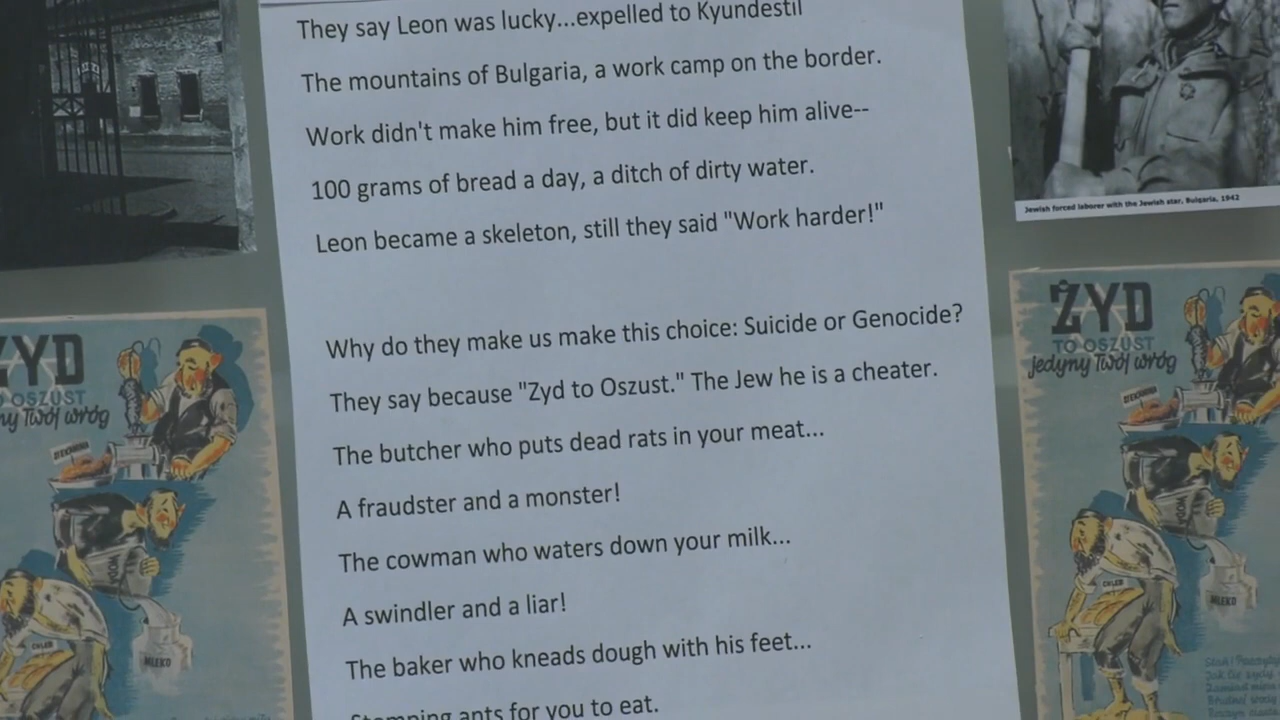 They say Leon was lucky...expelled to Kyundestil
The mountains of Bulgaria, a work camp on the border.
Work didn't make him free, but it did keep him alive--
100 grams of bread a day, a ditch of dirty water.
Leon became a skeleton, still they said "Work harder!"
Why do they make us make this choice: Suicide or Genocide?
They say because "Zyd to Oszust." The Jew he is a cheater.
The butcher who puts dead rats in your meat...
A fraudster and a monster!
The cowman who waters down your milk...
A swindler and a liar!
The baker who kneads dough with his feet...
Stomping ants for you to eat.
Jewish forced laborer with the Jewish star, Bulgaria, 1942
ŻYD
TO OSZUST
jedyny Twój wróg
CHLEB
MLEKO
YD
OSZUST
Twój wróg
CHLEB
MLEKO